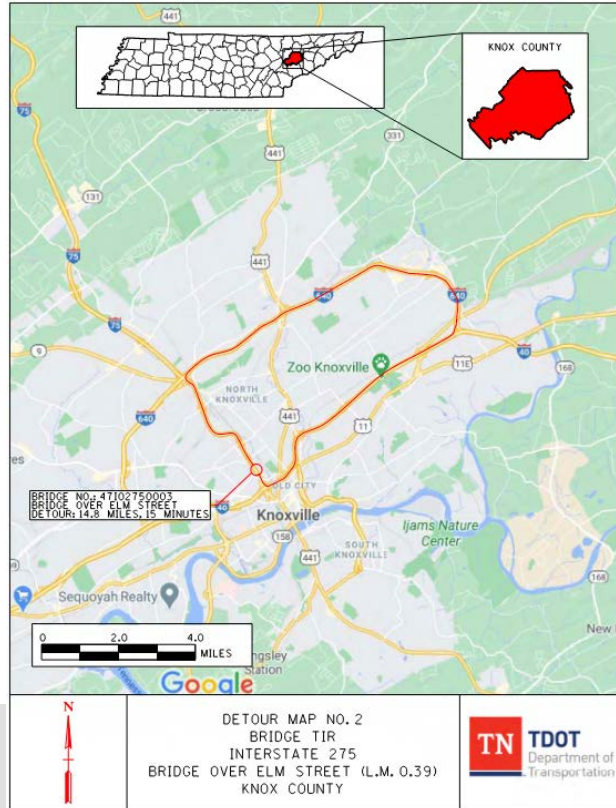 441
KNOX COUNTY
75
331
441
131
75
441
640
640
75
9
40
Zoo Knoxville
11E
168
NORTH
KNOXVILLE
640
441
11
OLD CITY
BRIDGE NO.: 47I02750003
BRIDGE OVER ELM STREET
DETOUR: 14.8 MILES, 15 MINUTES
40
Knoxville
Ijams Nature
Center
158
SOUTH
KNOXVILLE
168
Sequoyah Realty
0 2.0 4.0
MILES
New
ngsley
Station
Google
N
DETOUR MAP NO. 2
BRIDGE TIR
INTERSTATE 275
BRIDGE OVER ELM STREET (L.M. 0.39)
KNOX COUNTY
TN
TDOT
Department of
Transportation